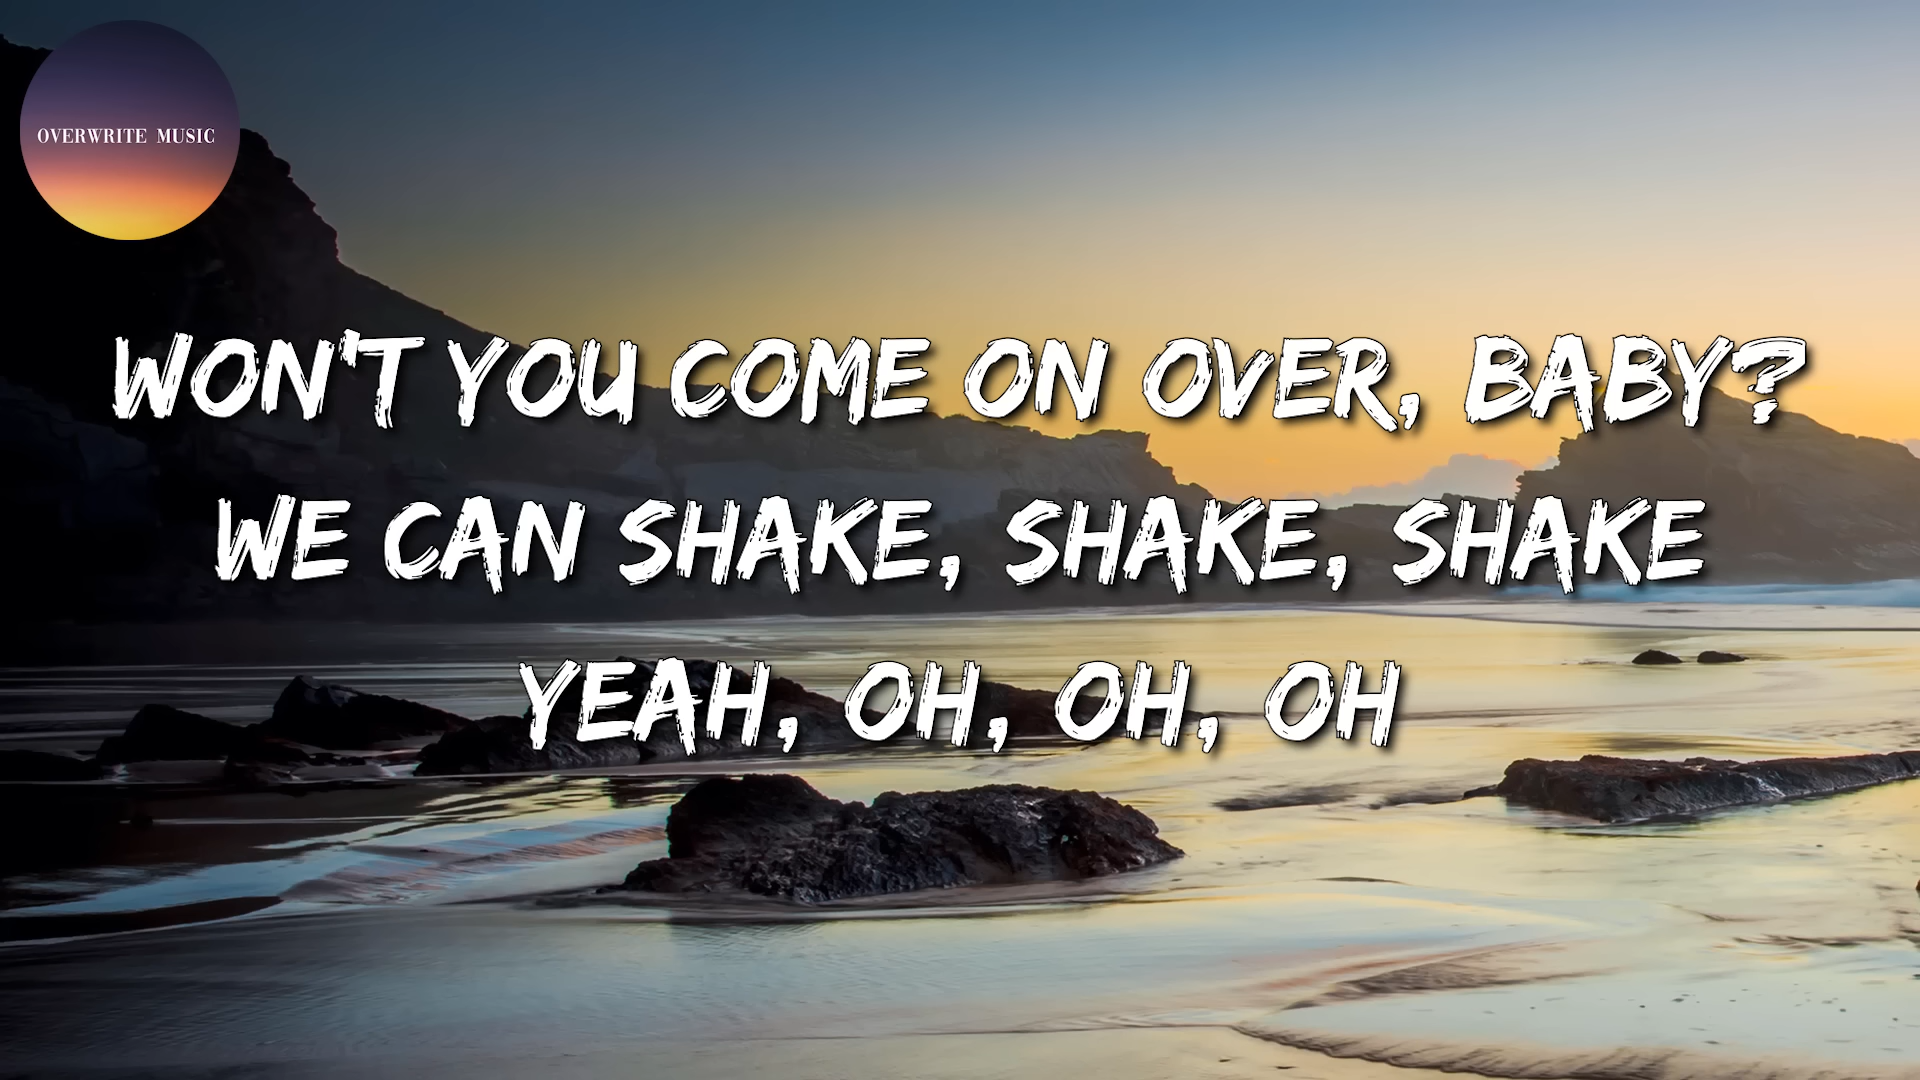 OVERWRITE MUSIC
WON'T YOU COME ON OVER, BABY?
WE CAN SHAKE, SHAKE, SHAKE
YEAH, OH, OH, OH